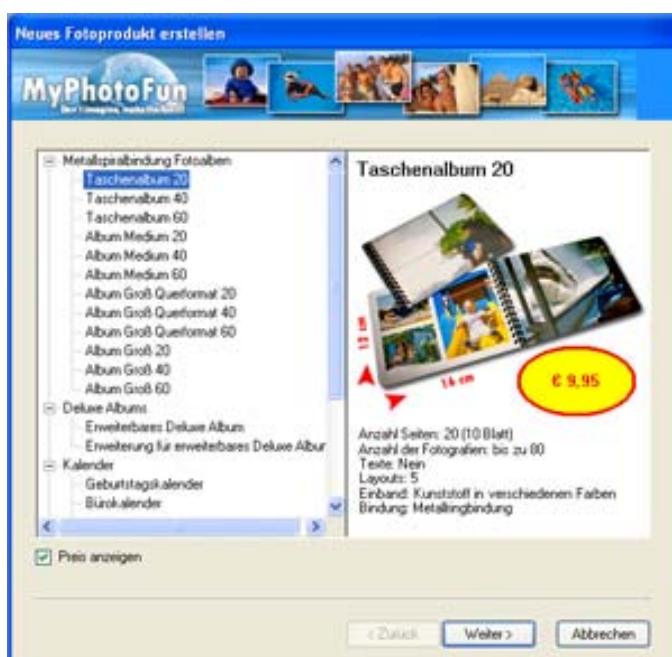 Neues Fotoprodukt erstellen
MyPhotoFun
Metallspiralbindung Fotoalben
Taschenalbum 20
Taschenalbum 40
Taschenalbum 60
Album Medium 20
Album Medium 40
Album Medium 60
Album Groß Querformat 20
Album Groß Querformat 40
Album Groß Querformat 60
Album Groß 20
Album Groß 40
Album Groß 60
Deluxe Albums
Erweiterbares Deluxe Album
Erweiterung für erweiterbares Deluxe Albur
Kalender
Geburtstagskalender
Bürokalender
Preis anzeigen
Taschenalbum 20
13 cm
14 cm
€ 9,95
Anzahl Seiten: 20 (10 Blatt)
Anzahl der Fotografien: bis zu 80
Texte: Nein
Layouts: 5
Einband: Kunststoff in verschiedenen Farben
Bindung: Metallringbindung
< Zurück
Weiter >
Abbrechen